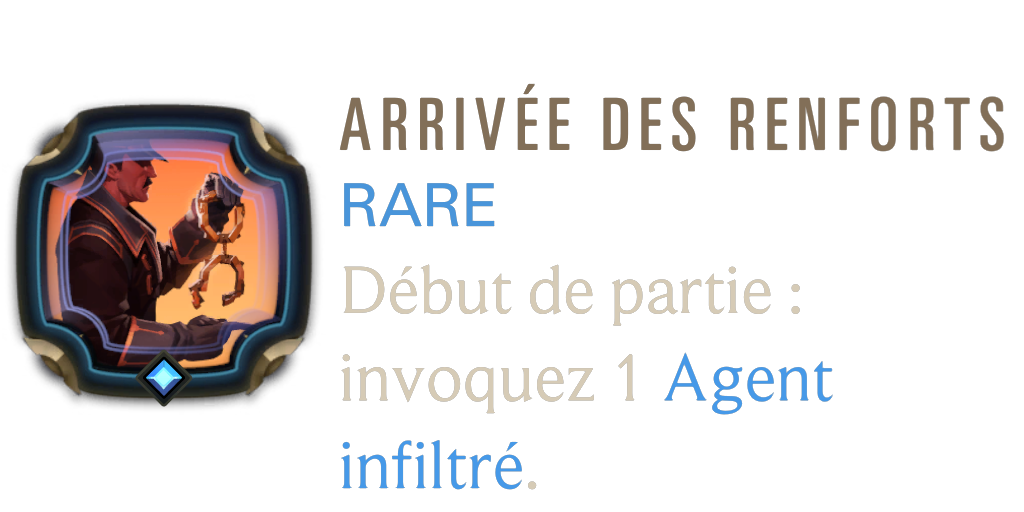 ARRIVÉE DES RENFORTS
RARE
Début de partie :
invoquez 1 Agent
infiltré.